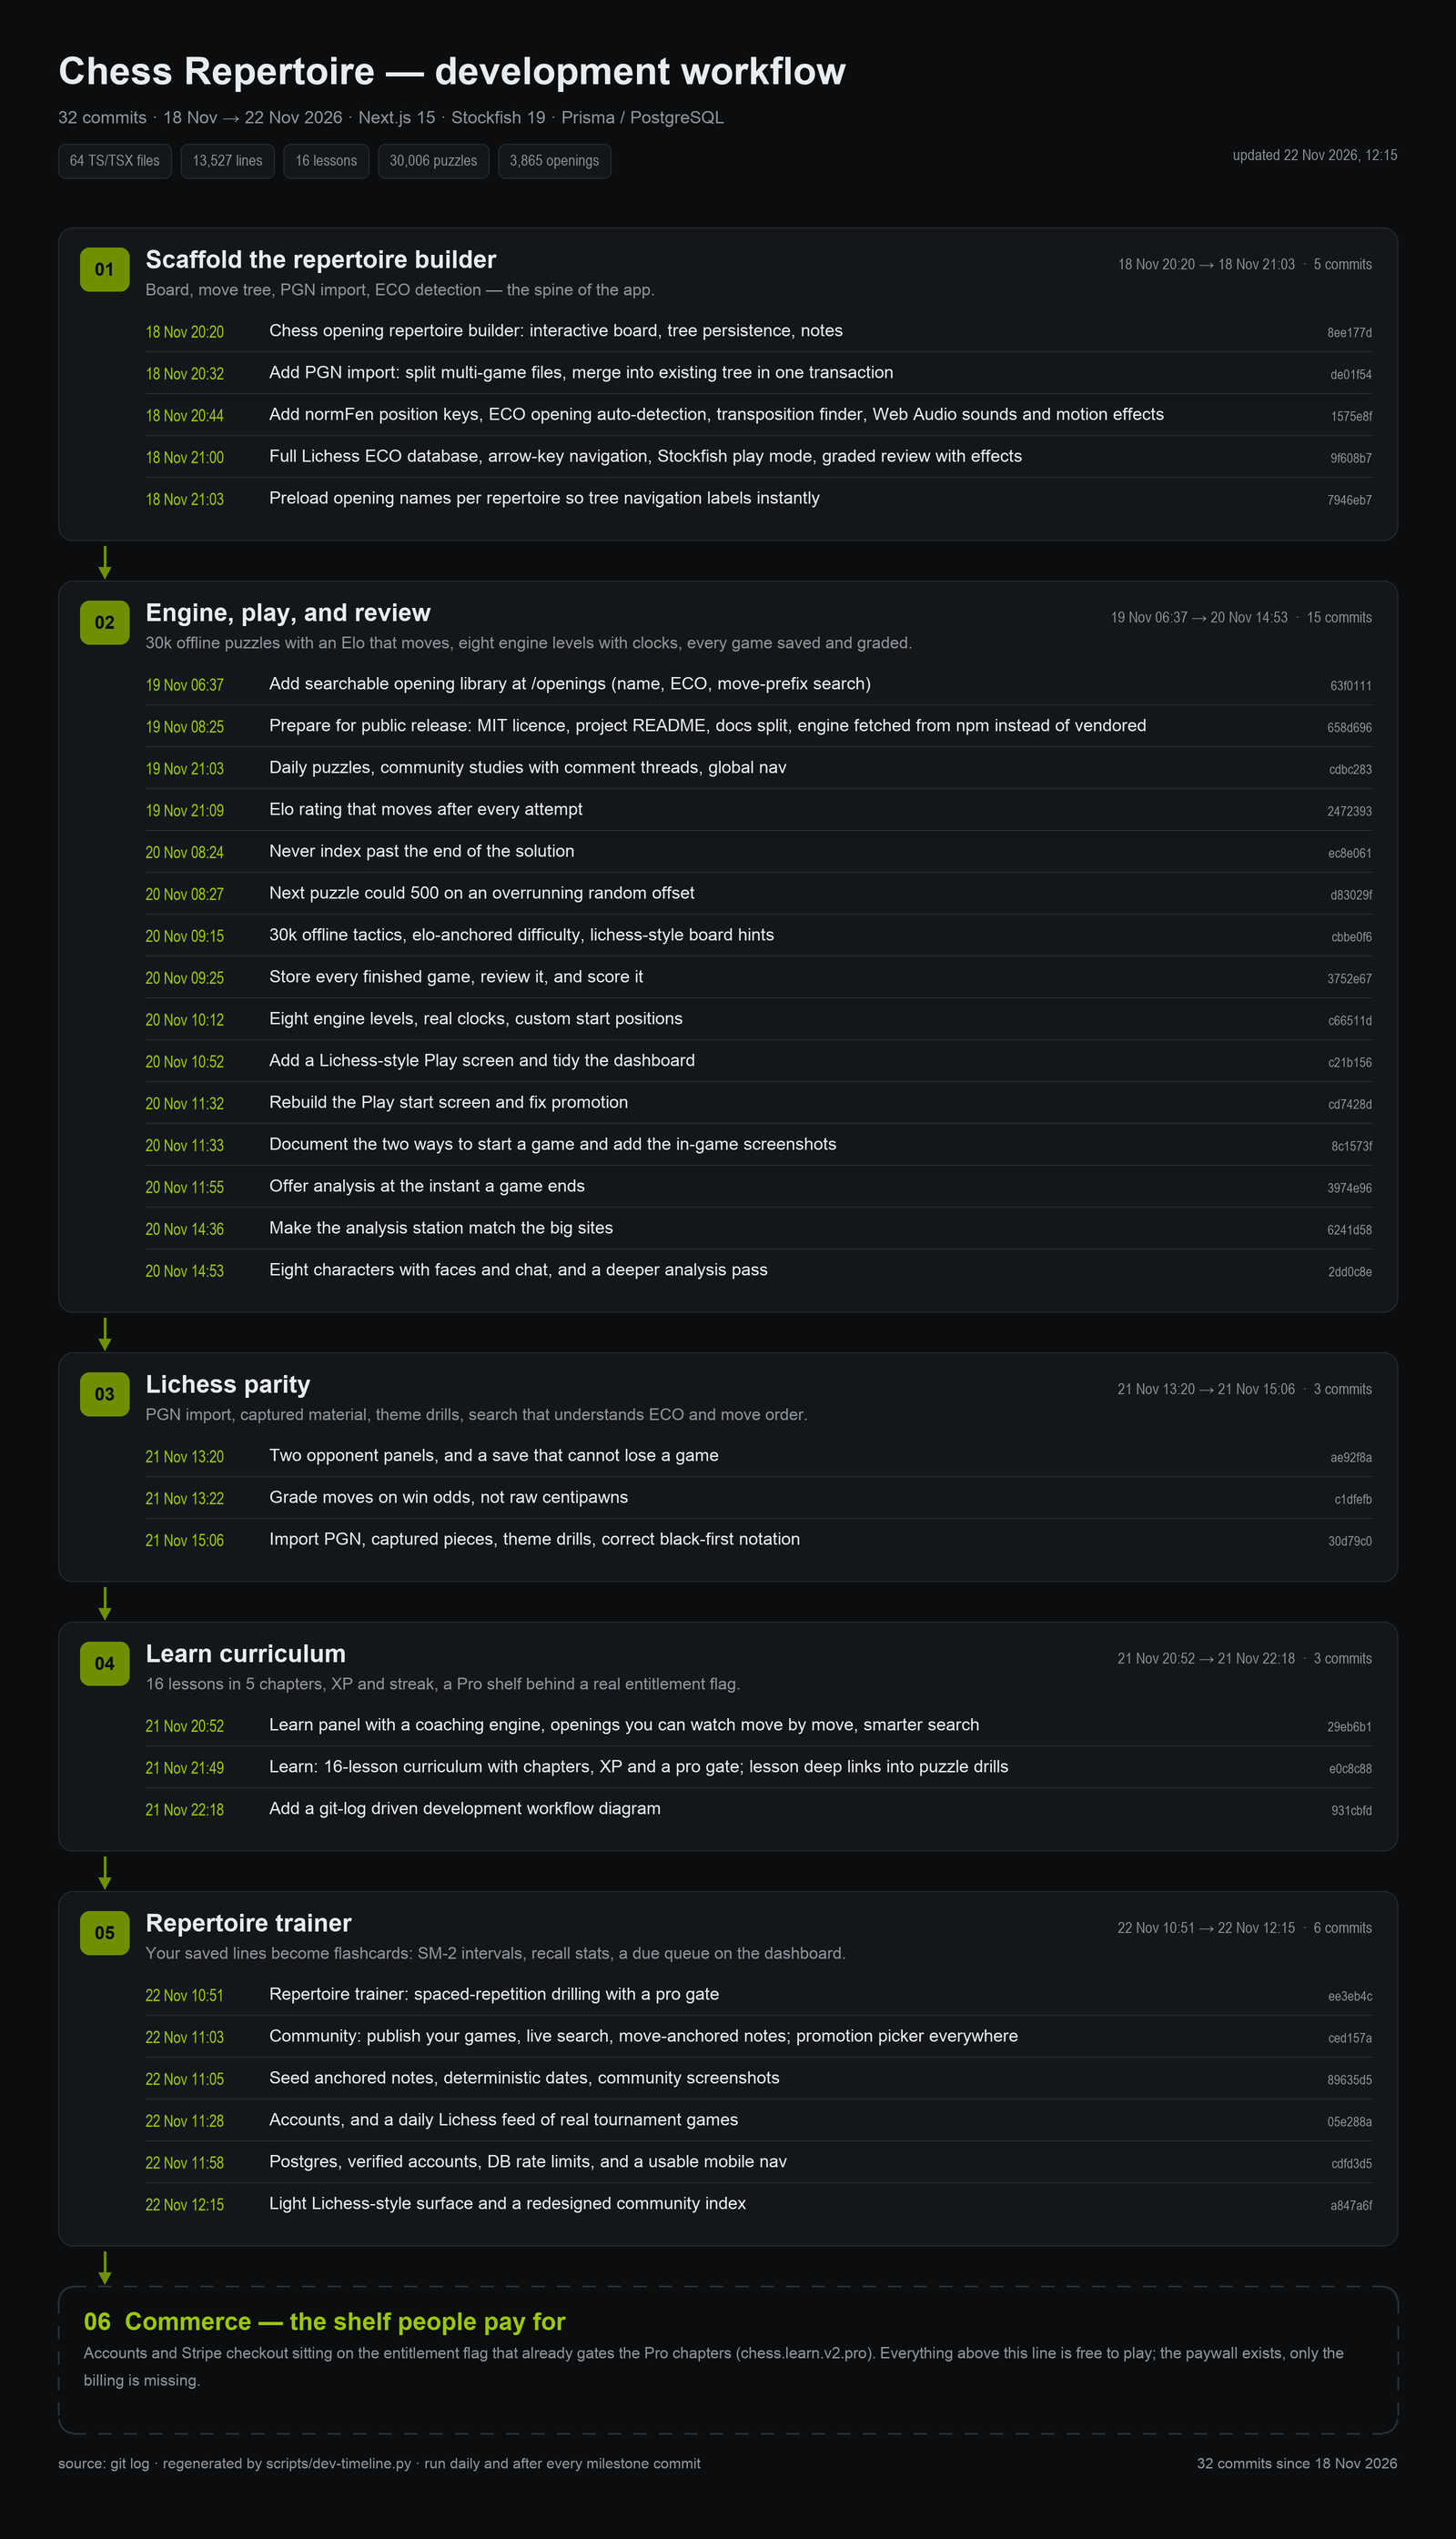 Chess Repertoire — development workflow
32 commits · 18 Nov → 22 Nov 2026 · Next.js 15 · Stockfish 19 · Prisma / PostgreSQL
64 TS/TSX files 13,527 lines 16 lessons 30,006 puzzles 3,865 openings updated 22 Nov 2026, 12:15
01 Scaffold the repertoire builder 18 Nov 20:20 → 18 Nov 21:03 · 5 commits
Board, move tree, PGN import, ECO detection — the spine of the app.
18 Nov 20:20 Chess opening repertoire builder: interactive board, tree persistence, notes 8ee177d
18 Nov 20:32 Add PGN import: split multi-game files, merge into existing tree in one transaction de01f54
18 Nov 20:44 Add normFen position keys, ECO opening auto-detection, transposition finder, Web Audio sounds and motion effects 1575e8f
18 Nov 21:00 Full Lichess ECO database, arrow-key navigation, Stockfish play mode, graded review with effects 9f608b7
18 Nov 21:03 Preload opening names per repertoire so tree navigation labels instantly 7946eb7
02 Engine, play, and review 19 Nov 06:37 → 20 Nov 14:53 · 15 commits
30k offline puzzles with an Elo that moves, eight engine levels with clocks, every game saved and graded.
19 Nov 06:37 Add searchable opening library at /openings (name, ECO, move-prefix search) 63f0111
19 Nov 08:25 Prepare for public release: MIT licence, project README, docs split, engine fetched from npm instead of vendored 658d696
19 Nov 21:03 Daily puzzles, community studies with comment threads, global nav cdbc283
19 Nov 21:09 Elo rating that moves after every attempt 2472393
20 Nov 08:24 Never index past the end of the solution ec8e061
20 Nov 08:27 Next puzzle could 500 on an overrunning random offset d83029f
20 Nov 09:15 30k offline tactics, elo-anchored difficulty, lichess-style board hints cbbe0f6
20 Nov 09:25 Store every finished game, review it, and score it 3752e67
20 Nov 10:12 Eight engine levels, real clocks, custom start positions c66511d
20 Nov 10:52 Add a Lichess-style Play screen and tidy the dashboard c21b156
20 Nov 11:32 Rebuild the Play start screen and fix promotion cd7428d
20 Nov 11:33 Document the two ways to start a game and add the in-game screenshots 8c1573f
20 Nov 11:55 Offer analysis at the instant a game ends 3974e96
20 Nov 14:36 Make the analysis station match the big sites 6241d58
20 Nov 14:53 Eight characters with faces and chat, and a deeper analysis pass 2dd0c8e
03 Lichess parity 21 Nov 13:20 → 21 Nov 15:06 · 3 commits
PGN import, captured material, theme drills, search that understands ECO and move order.
21 Nov 13:20 Two opponent panels, and a save that cannot lose a game ae92f8a
21 Nov 13:22 Grade moves on win odds, not raw centipawns c1dfefb
21 Nov 15:06 Import PGN, captured pieces, theme drills, correct black-first notation 30d79c0
04 Learn curriculum 21 Nov 20:52 → 21 Nov 22:18 · 3 commits
16 lessons in 5 chapters, XP and streak, a Pro shelf behind a real entitlement flag.
21 Nov 20:52 Learn panel with a coaching engine, openings you can watch move by move, smarter search 29eb6b1
21 Nov 21:49 Learn: 16-lesson curriculum with chapters, XP and a pro gate; lesson deep links into puzzle drills e0c8c88
21 Nov 22:18 Add a git-log driven development workflow diagram 931cbfd
05 Repertoire trainer 22 Nov 10:51 → 22 Nov 12:15 · 6 commits
Your saved lines become flashcards: SM-2 intervals, recall stats, a due queue on the dashboard.
22 Nov 10:51 Repertoire trainer: spaced-repetition drilling with a pro gate ee3eb4c
22 Nov 11:03 Community: publish your games, live search, move-anchored notes; promotion picker everywhere ced157a
22 Nov 11:05 Seed anchored notes, deterministic dates, community screenshots 89635d5
22 Nov 11:28 Accounts, and a daily Lichess feed of real tournament games 05e288a
22 Nov 11:58 Postgres, verified accounts, DB rate limits, and a usable mobile nav cdfd3d5
22 Nov 12:15 Light Lichess-style surface and a redesigned community index a847a6f
06 Commerce — the shelf people pay for
Accounts and Stripe checkout sitting on the entitlement flag that already gates the Pro chapters (chess.learn.v2.pro). Everything above this line is free to play; the paywall exists, only the
billing is missing.
source: git log · regenerated by scripts/dev-timeline.py · run daily and after every milestone commit 32 commits since 18 Nov 2026